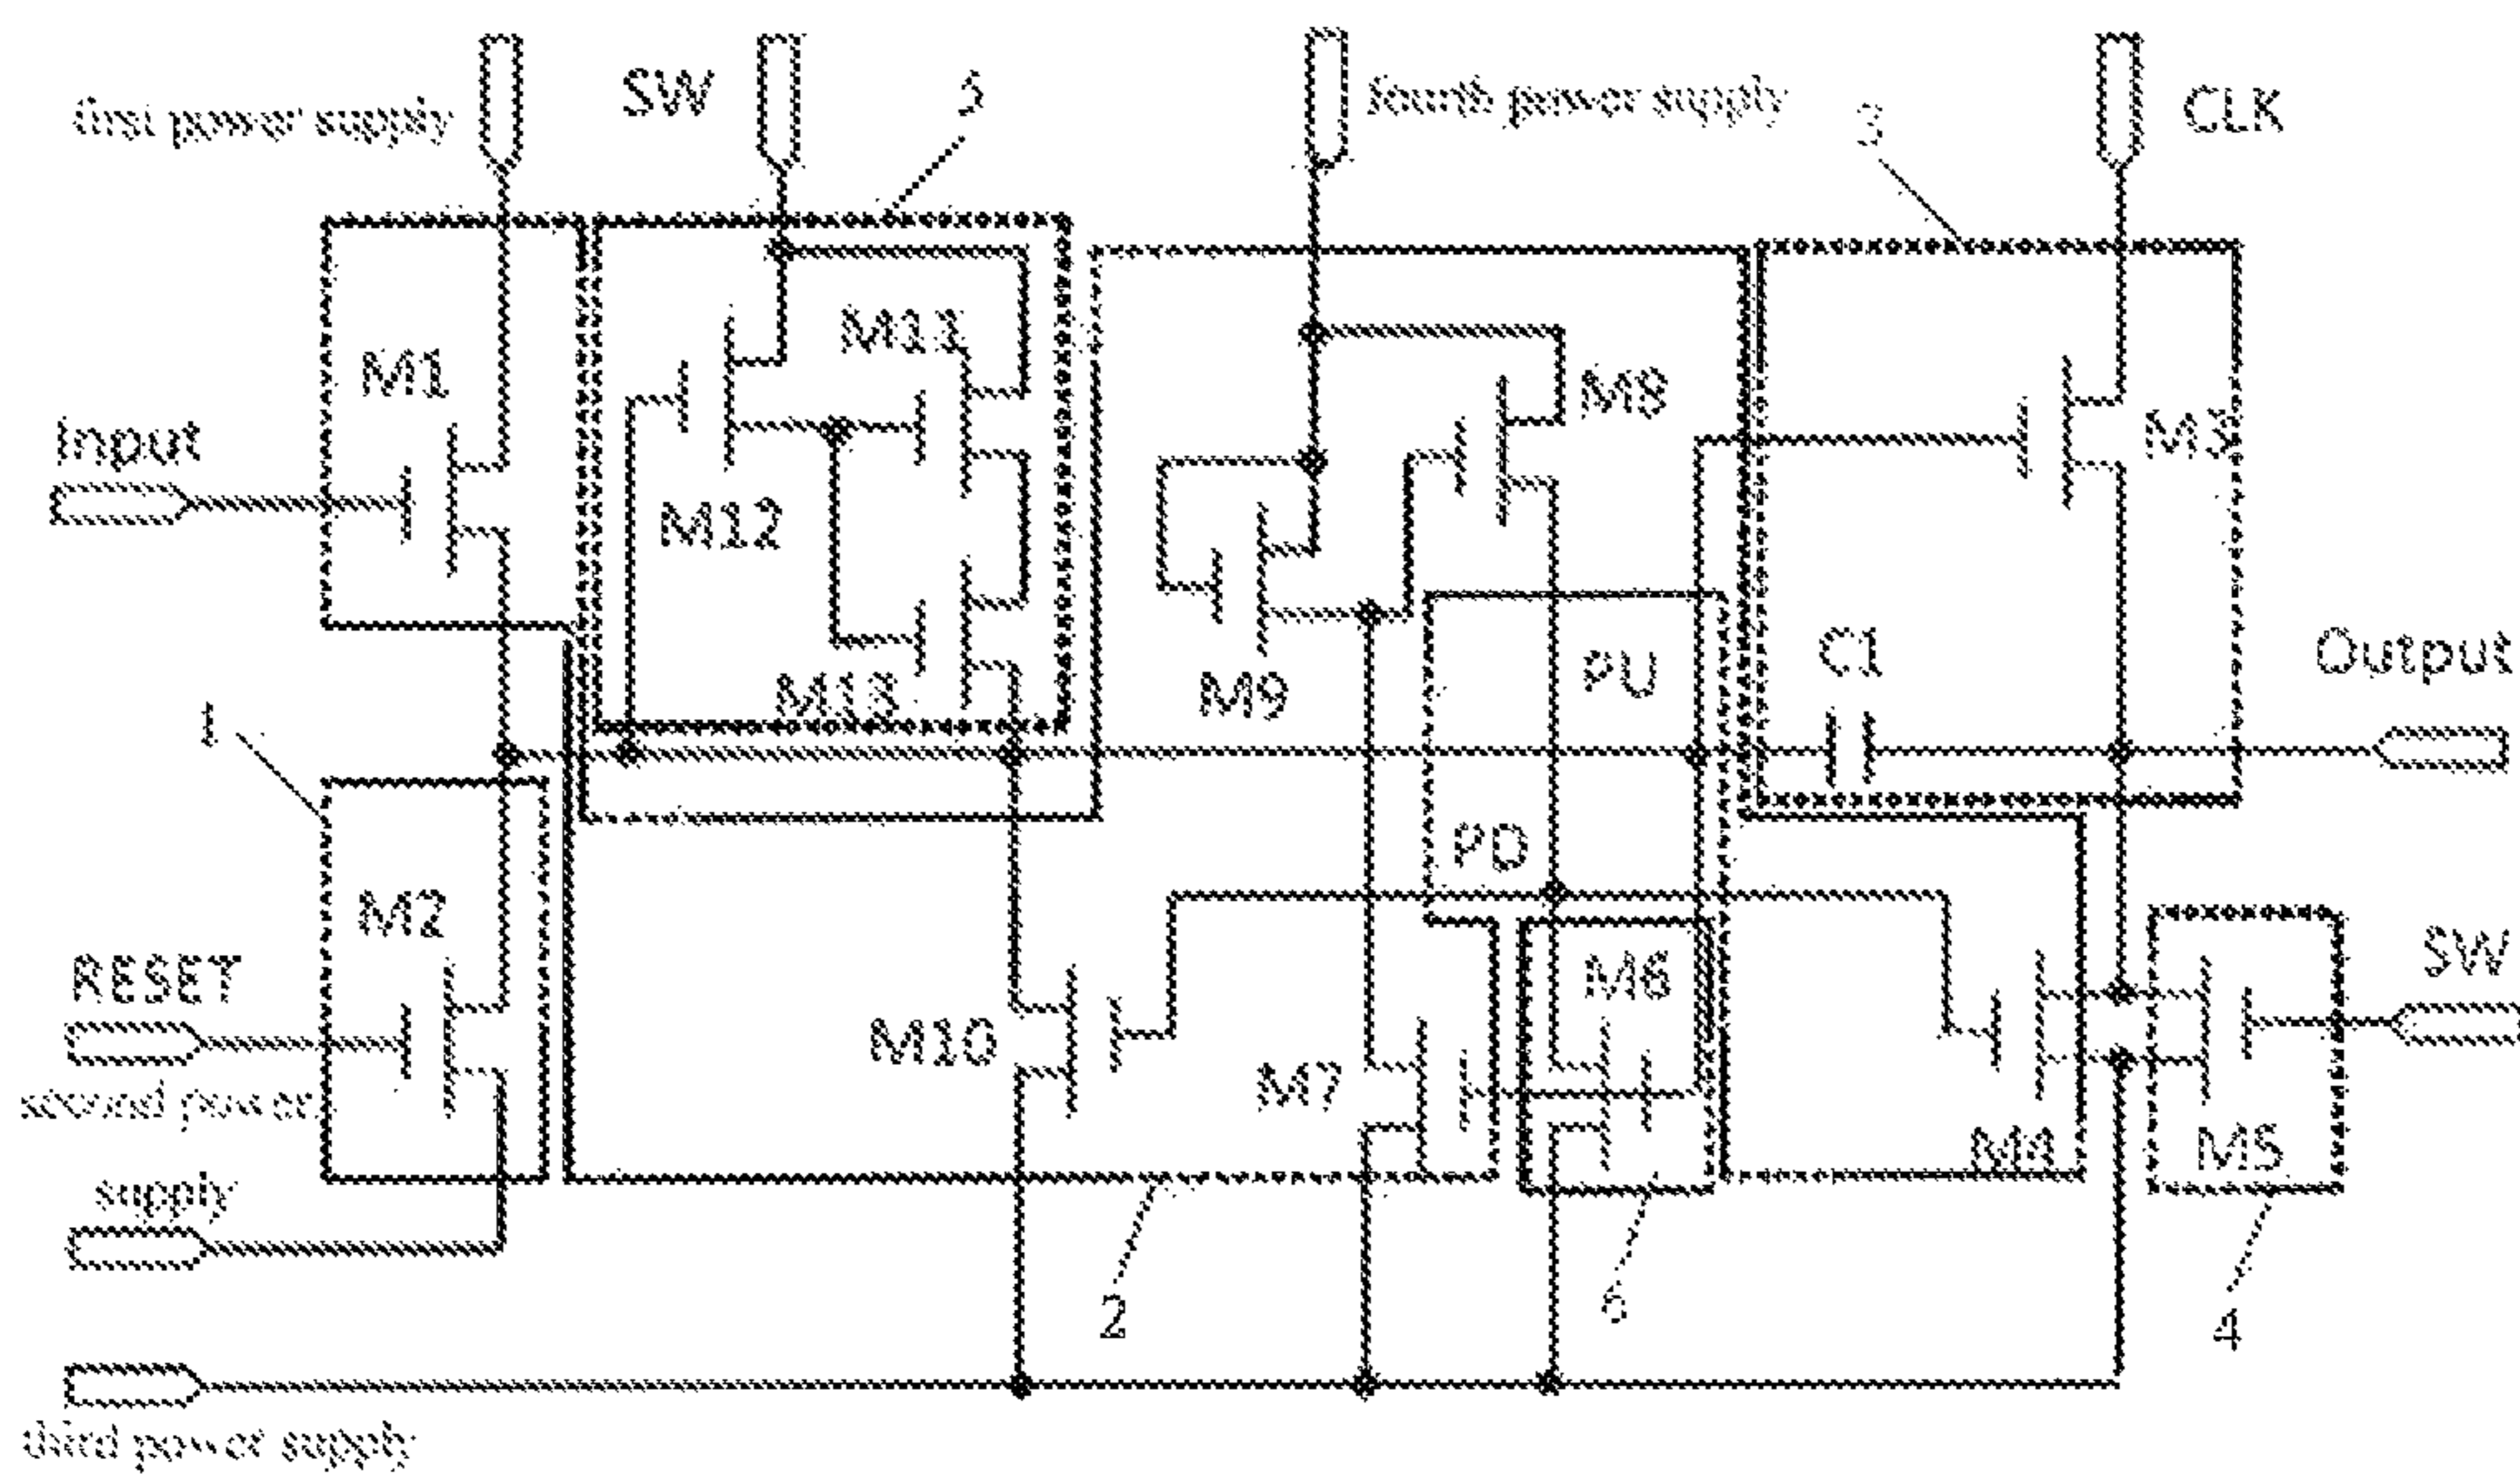 first power supply
SW
5
fourth power supply
3
CLK
M11
M1
M8
M3
Input
M12
C1
Output
PU
M13
M9
1
PD
M2
SW
RESET
M6
M10
M7
second power
M4
M5
supply
2
6
4
third power supply